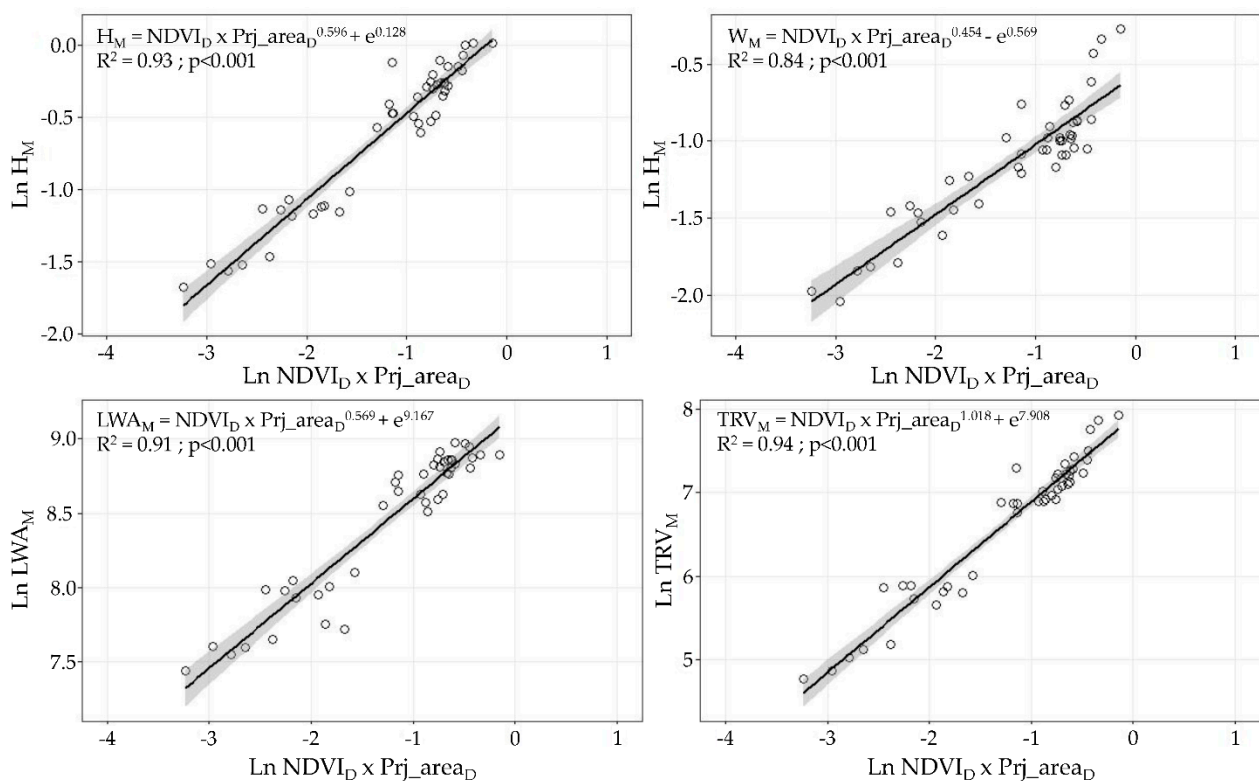 H_M = NDVI_D x Prj_area_D^0.596 + e^0.128
R² = 0.93 ; p<0.001
0.0
-0.5
-1.0
-1.5
-2.0
Ln H_M
-4 -3 -2 -1 0 1
Ln NDVI_D x Prj_area_D
W_M = NDVI_D x Prj_area_D^0.454 - e^0.569
R² = 0.84 ; p<0.001
-0.5
-1.0
-1.5
-2.0
Ln H_M
-4 -3 -2 -1 0 1
Ln NDVI_D x Prj_area_D
LWA_M = NDVI_D x Prj_area_D^0.569 + e^9.167
R² = 0.91 ; p<0.001
9.0
8.5
8.0
7.5
Ln LWA_M
-4 -3 -2 -1 0 1
Ln NDVI_D x Prj_area_D
TRV_M = NDVI_D x Prj_area_D^1.018 + e^7.908
R² = 0.94 ; p<0.001
8
7
6
5
Ln TRV_M
-4 -3 -2 -1 0 1
Ln NDVI_D x Prj_area_D